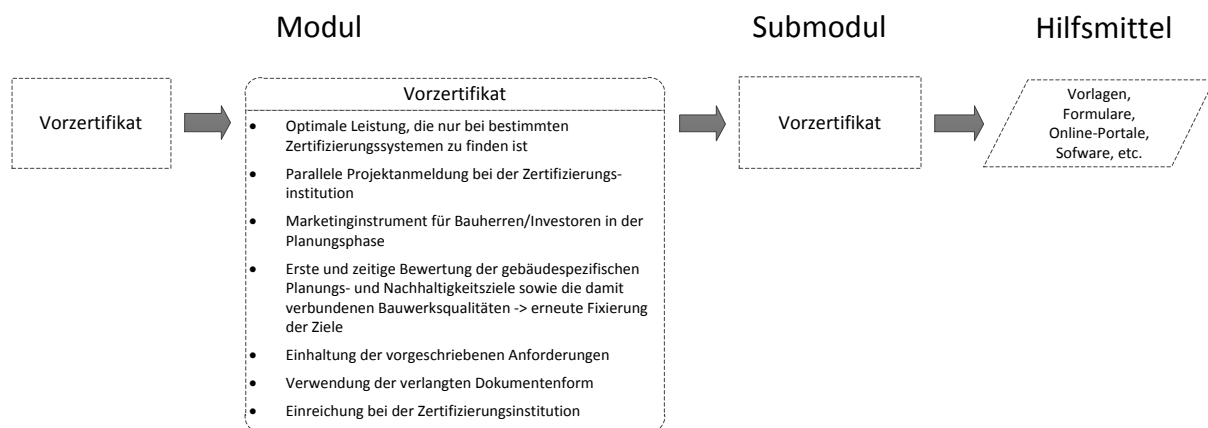 Modul
Submodul
Hilfsmittel
Vorzertifikat
Vorzertifikat
• Optimale Leistung, die nur bei bestimmten
Zertifizierungssystemen zu finden ist
• Parallele Projektanmeldung bei der Zertifizierungs-
institution
• Marketinginstrument für Bauherren/Investoren in der
Planungsphase
• Erste und zeitige Bewertung der gebäudespezifischen
Planungs- und Nachhaltigkeitsziele sowie die damit
verbundenen Bauwerksqualitäten -> erneute Fixierung
der Ziele
• Einhaltung der vorgeschriebenen Anforderungen
• Verwendung der verlangten Dokumentenform
• Einreichung bei der Zertifizierungsinstitution
Vorzertifikat
Vorlagen,
Formulare,
Online-Portale,
Sofware, etc.